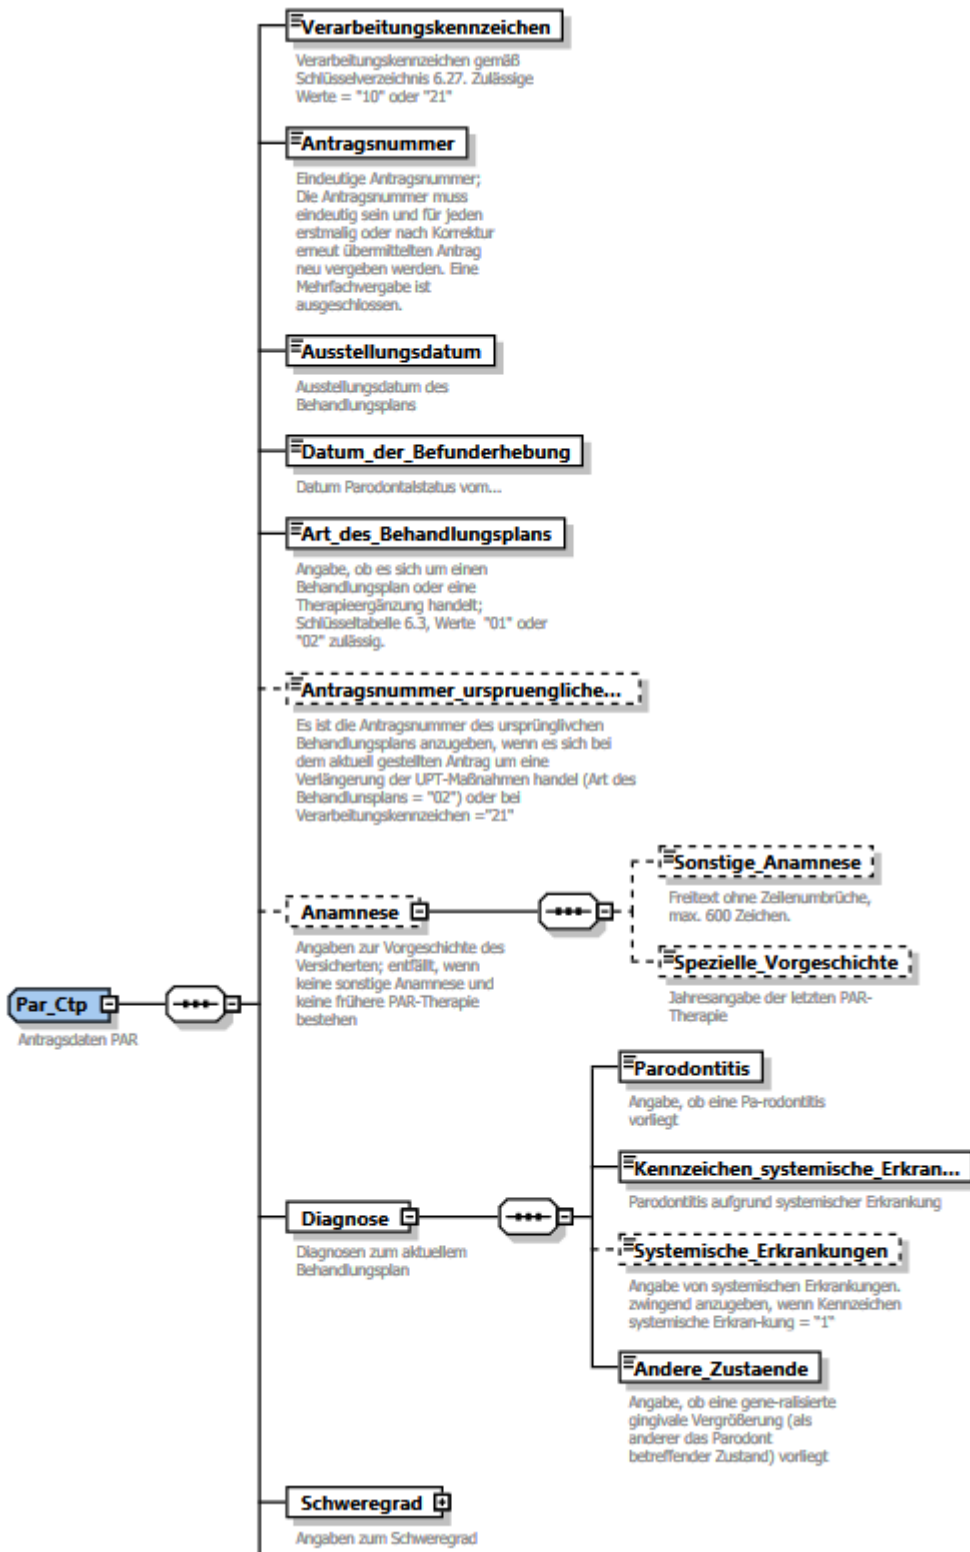 Verarbeitungskennzeichen
Verarbeitungskennzeichen gemäß
Schlüsselverzeichnis 6.27. Zulässige
Werte = "10" oder "21"
Antragsnummer
Eindeutige Antragsnummer;
Die Antragsnummer muss
eindeutig sein und für jeden
erstmalig oder nach Korrektur
erneut übermittelten Antrag
neu vergeben werden. Eine
Mehrfachvergabe ist
ausgeschlossen.
Ausstellungsdatum
Ausstellungsdatum des
Behandlungsplans
Datum_der_Befunderhebung
Datum Parodontalstatus vom...
Art_des_Behandlungsplans
Angabe, ob es sich um einen
Behandlungsplan oder eine
Therapieergänzung handelt;
Schlüsseltabelle 6.3, Werte "01" oder
"02" zulässig.
Antragsnummer_urspruengliche...
Es ist die Antragsnummer des ursprünglivchen
Behandlungsplans anzugeben, wenn es sich bei
dem aktuell gestellten Antrag um eine
Verlängerung der UPT-Maßnahmen handel (Art des
Behandlunsplans = "02") oder bei
Verarbeitungskennzeichen ="21"
Anamnese
Angaben zur Vorgeschichte des
Versicherten; entfällt, wenn
keine sonstige Anamnese und
keine frühere PAR-Therapie
bestehen
Sonstige_Anamnese
Freitext ohne Zeilenumbrüche,
max. 600 Zeichen.
Spezielle_Vorgeschichte
Jahresangabe der letzten PAR-
Therapie
Par_Ctp
Antragsdaten PAR
Diagnose
Diagnosen zum aktuellem
Behandlungsplan
Parodontitis
Angabe, ob eine Pa-rodontitis
vorliegt
Kennzeichen_systemische_Erkran...
Parodontitis aufgrund systemischer Erkrankung
Systemische_Erkrankungen
Angabe von systemischen Erkrankungen.
zwingend anzugeben, wenn Kennzeichen
systemische Erkran-kung = "1"
Andere_Zustaende
Angabe, ob eine gene-ralisierte
gingivale Vergrößerung (als
anderer das Parodont
betreffender Zustand) vorliegt
Schweregrad
Angaben zum Schweregrad